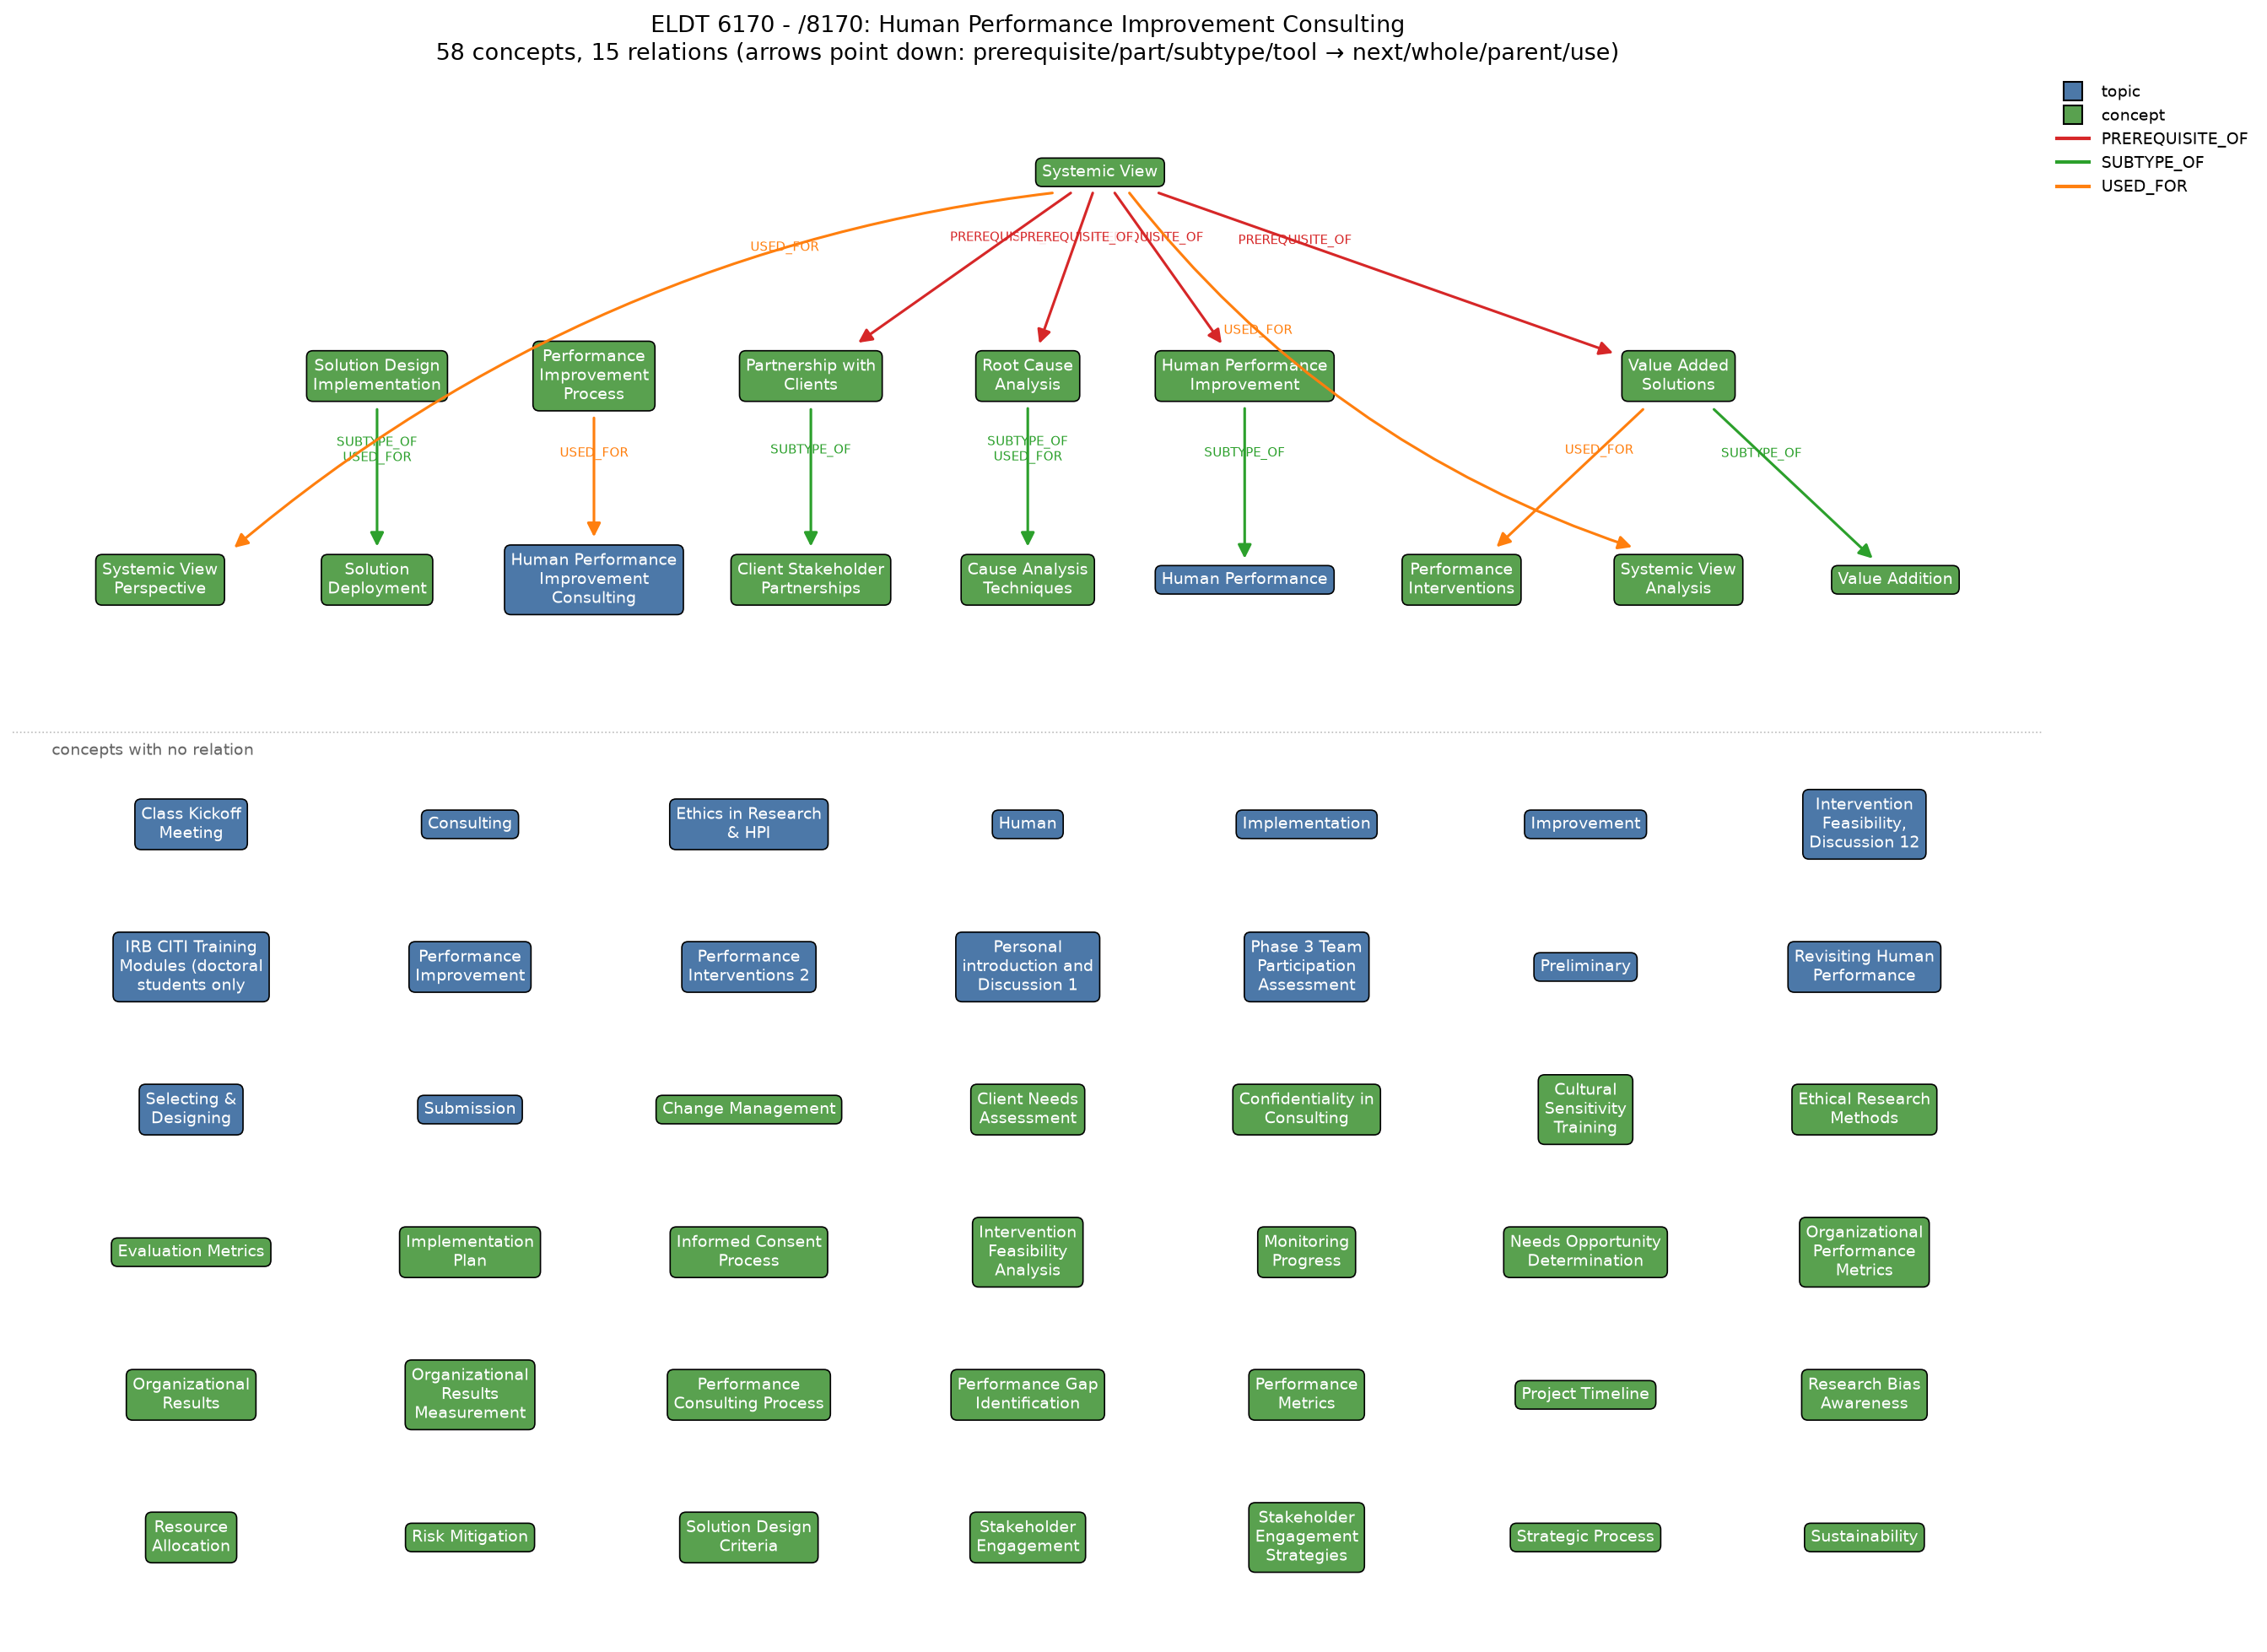 ELDT 6170 - /8170: Human Performance Improvement Consulting
58 concepts, 15 relations (arrows point down: prerequisite/part/subtype/tool → next/whole/parent/use)
topic
concept
PREREQUISITE_OF
SUBTYPE_OF
USED_FOR
Systemic View
USED_FOR
PREREQUISITE_OF
PREREQUISITE_OF
USED_FOR
Solution Design
Implementation
Performance
Improvement
Process
Partnership with
Clients
Root Cause
Analysis
Human Performance
Improvement
Value Added
Solutions
SUBTYPE_OF
USED_FOR
USED_FOR
SUBTYPE_OF
SUBTYPE_OF
USED_FOR
SUBTYPE_OF
USED_FOR
SUBTYPE_OF
Systemic View
Perspective
Solution
Deployment
Human Performance
Improvement
Consulting
Client Stakeholder
Partnerships
Cause Analysis
Techniques
Human Performance
Performance
Interventions
Systemic View
Analysis
Value Addition
concepts with no relation
Class Kickoff
Meeting
Consulting
Ethics in Research
& HPI
Human
Implementation
Improvement
Intervention
Feasibility,
Discussion 12
IRB CITI Training
Modules (doctoral
students only
Performance
Improvement
Performance
Interventions 2
Personal
introduction and
Discussion 1
Phase 3 Team
Participation
Assessment
Preliminary
Revisiting Human
Performance
Selecting &
Designing
Submission
Change Management
Client Needs
Assessment
Confidentiality in
Consulting
Cultural
Sensitivity
Training
Ethical Research
Methods
Evaluation Metrics
Implementation
Plan
Informed Consent
Process
Intervention
Feasibility
Analysis
Monitoring
Progress
Needs Opportunity
Determination
Organizational
Performance
Metrics
Organizational
Results
Organizational
Results
Measurement
Performance
Consulting Process
Performance Gap
Identification
Performance
Metrics
Project Timeline
Research Bias
Awareness
Resource
Allocation
Risk Mitigation
Solution Design
Criteria
Stakeholder
Engagement
Stakeholder
Engagement
Strategies
Strategic Process
Sustainability